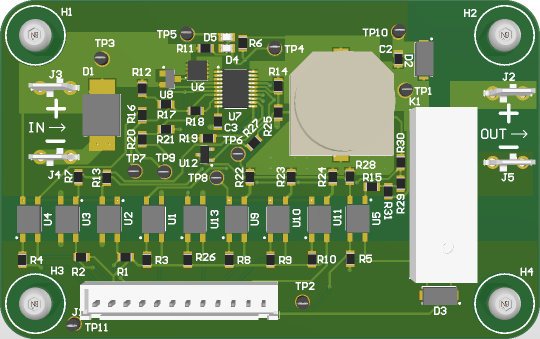 H1
TP5
D5
R11
R6
D4
TP4
TP10
C2
D2
H2
TP3
D1
J3
R12
U8
U6
R14
TP1
K1
J2
+
IN →
−
J4
R16
R17
R18
U7
C3
R25
R20
R21
R19
R27
TP6
U12
R30
+
OUT →
−
J5
TP7
TP9
TP8
R13
R22
R23
R24
R28
R15
R31
R29
U4
U3
U2
U1
U13
U9
U10
U11
U5
R4
R2
R1
R3
R26
R8
R9
R10
R5
H3
TP2
D3
H4
TP11